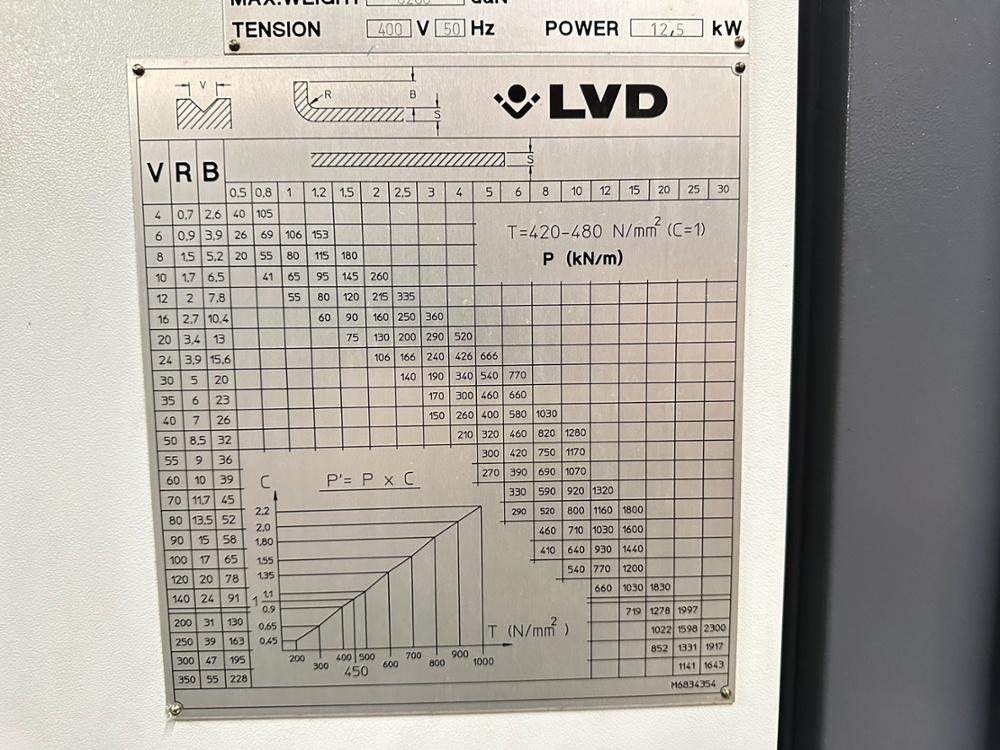 MAX.WEIGHT daN
TENSION 400 V 50 Hz POWER 12,5 kW
V R B S LVD
S
V R B
0,5 0,8 1 1,2 1,5 2 2,5 3 4 5 6 8 10 12 15 20 25 30
4 0,7 2,6 40 105
6 0,9 3,9 26 69 106 153
8 1,5 5,2 20 55 80 115 180
10 1,7 6,5 41 65 95 145 260
12 2 7,8 55 80 120 215 335
16 2,7 10,4 60 90 160 250 360
20 3,4 13 75 130 200 290 520
24 3,9 15,6 106 166 240 426 666
30 5 20 140 190 340 540 770
35 6 23 170 300 460 660
40 7 26 150 260 400 580 1030
50 8,5 32 210 320 460 820 1280
55 9 36 300 420 750 1170
60 10 39 270 390 690 1070
70 11,7 45 330 590 920 1320
80 13,5 52 290 520 800 1160 1800
90 15 58 460 710 1030 1600
100 17 65 410 640 930 1440
120 20 78 540 770 1200
140 24 91 660 1030 1830
200 31 130 719 1278 1997
250 39 163 1022 1598 2300
300 47 195 852 1331 1917
350 55 228 1141 1643
T=420-480 N/mm² (C=1)
P (kN/m)
C P'= P x C
2,2
2,0
1,80
1,55
1,35
1,1
1
0,9
0,65
0,45
T (N/mm²)
200 300 400 500 600 700 800 900 1000
450
M6834354